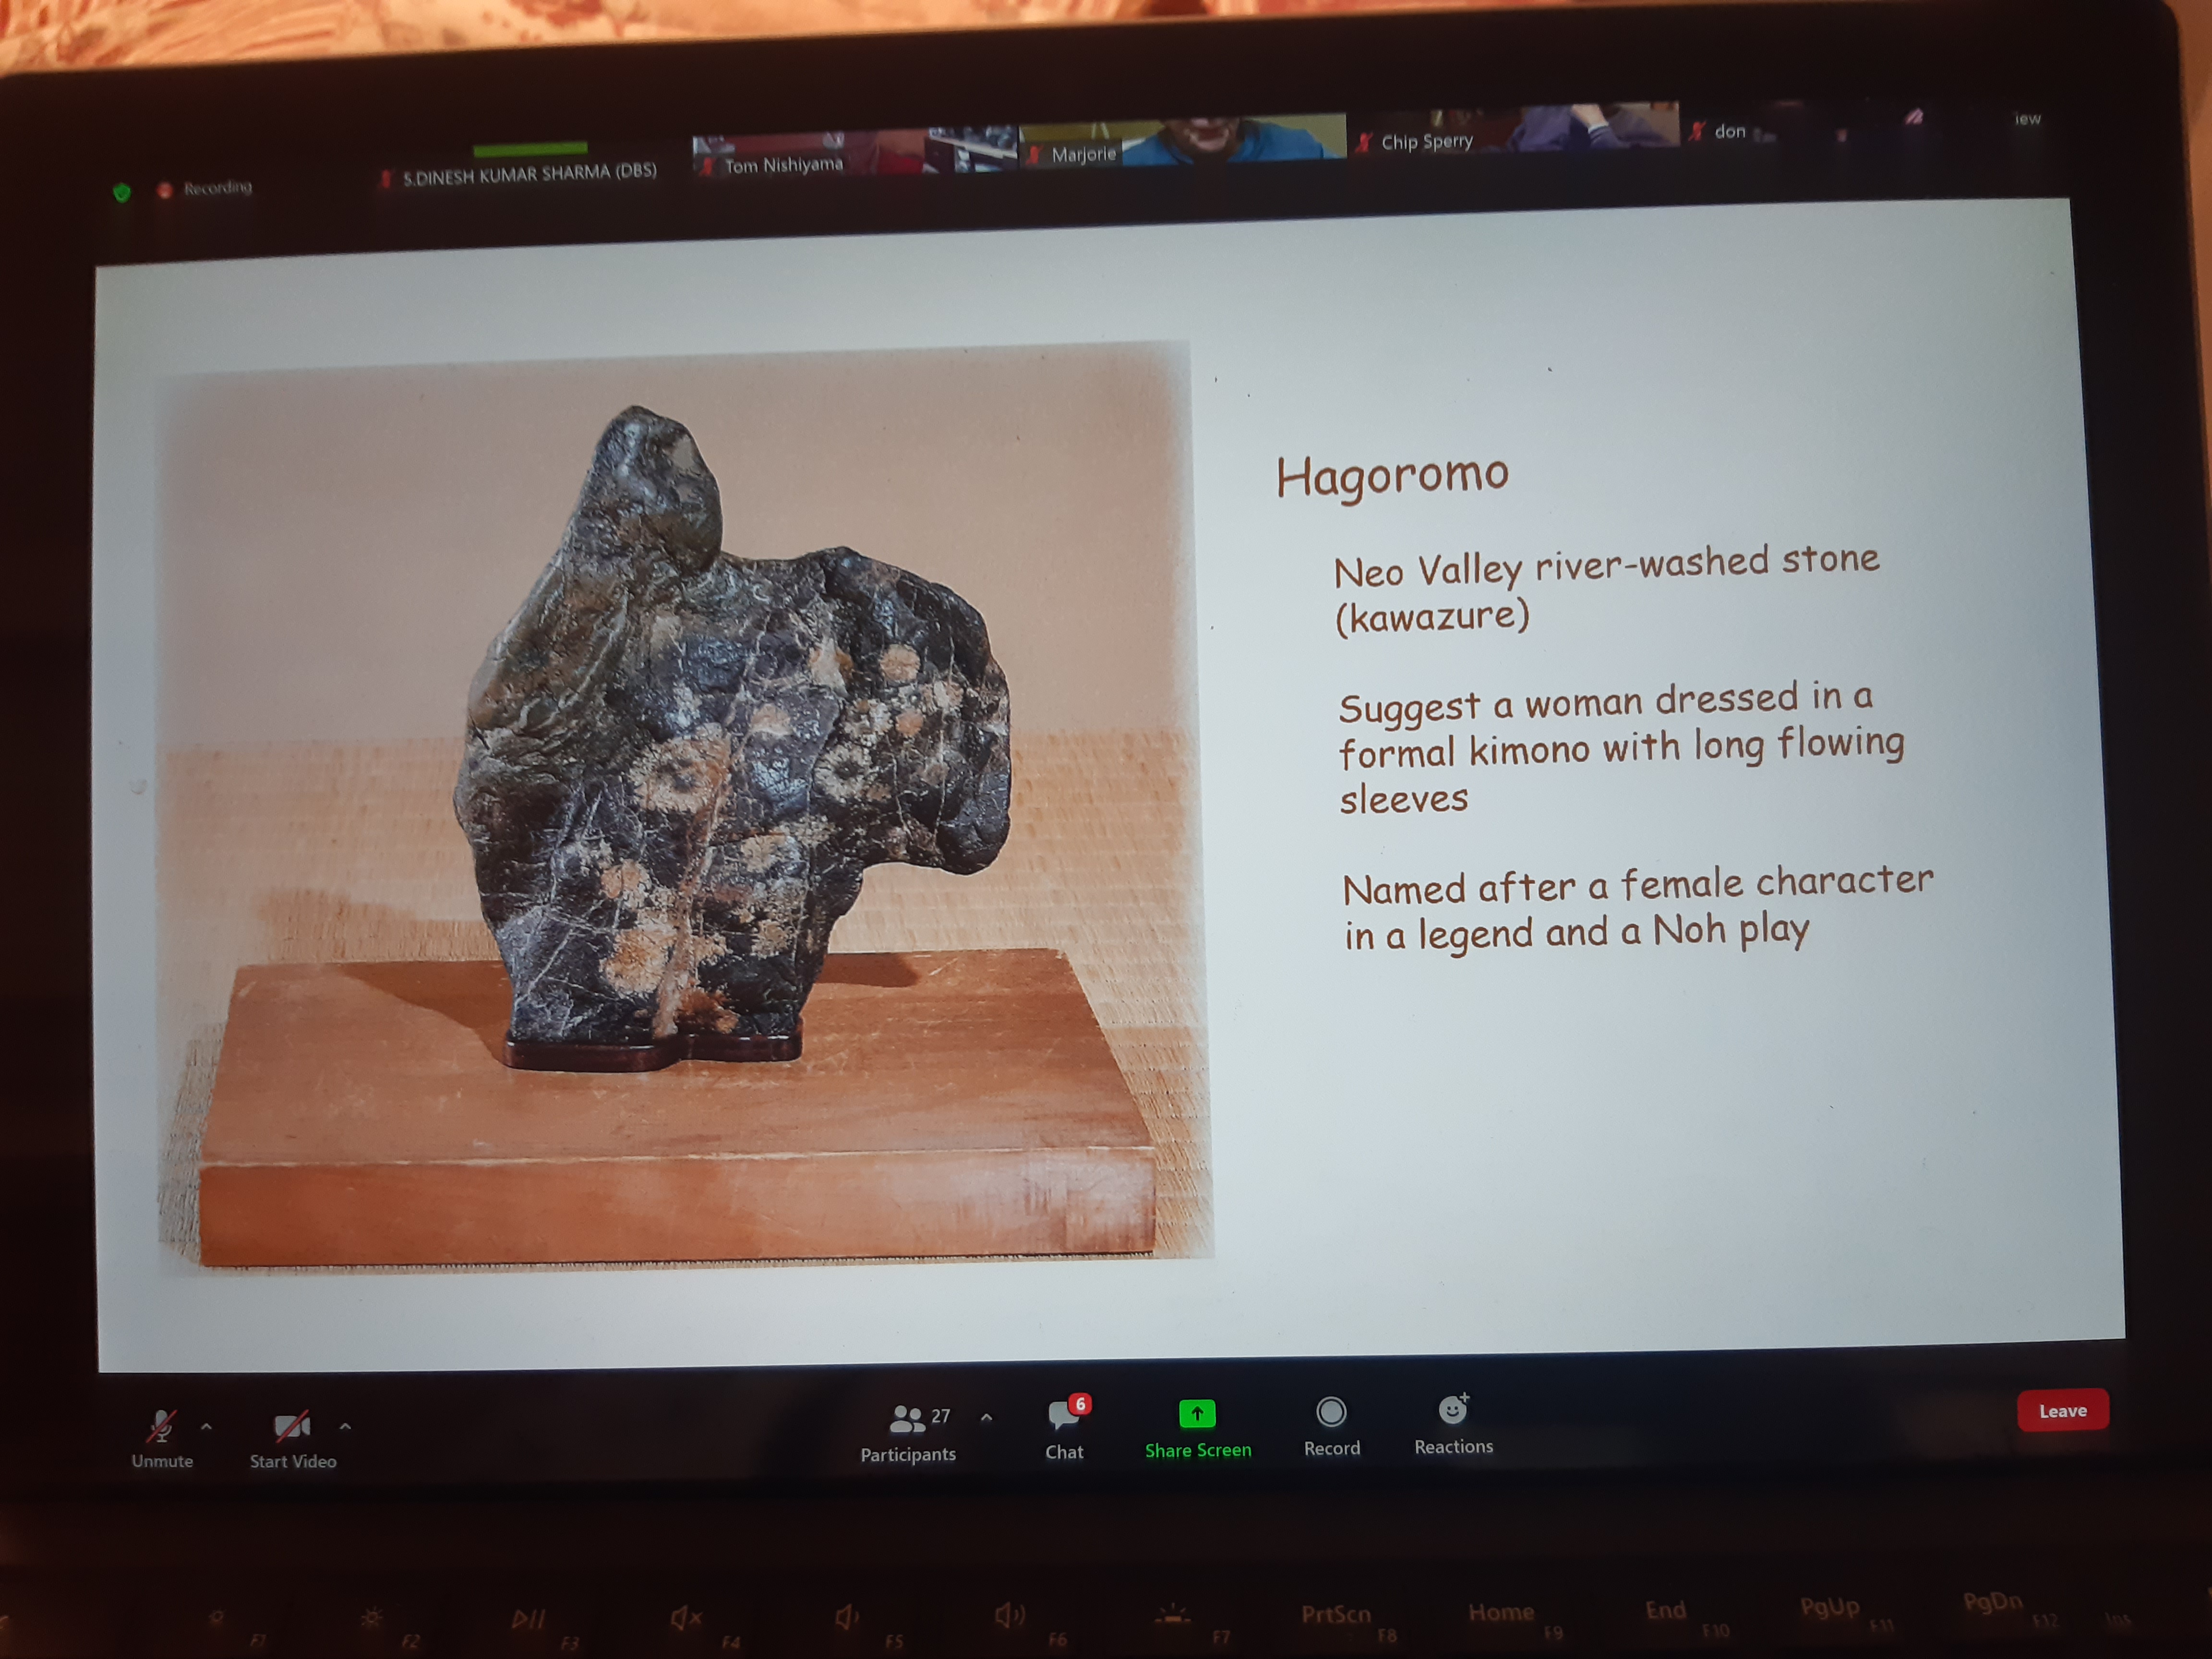 Recording
S.DINESH KUMAR SHARMA (DBS)
Tom Nishiyama
Marjorie
Chip Sperry
don
iew
Hagoromo
Neo Valley river-washed stone
(kawazure)
Suggest a woman dressed in a
formal kimono with long flowing
sleeves
Named after a female character
in a legend and a Noh play
Unmute
Start Video
27
Participants
6
Chat
Share Screen
Record
Reactions
Leave
F1
F2
F3
F4
F5
F6
F7
PrtScn
F8
Home
F9
End
F10
PgUp
F11
PgDn
F12
Ins